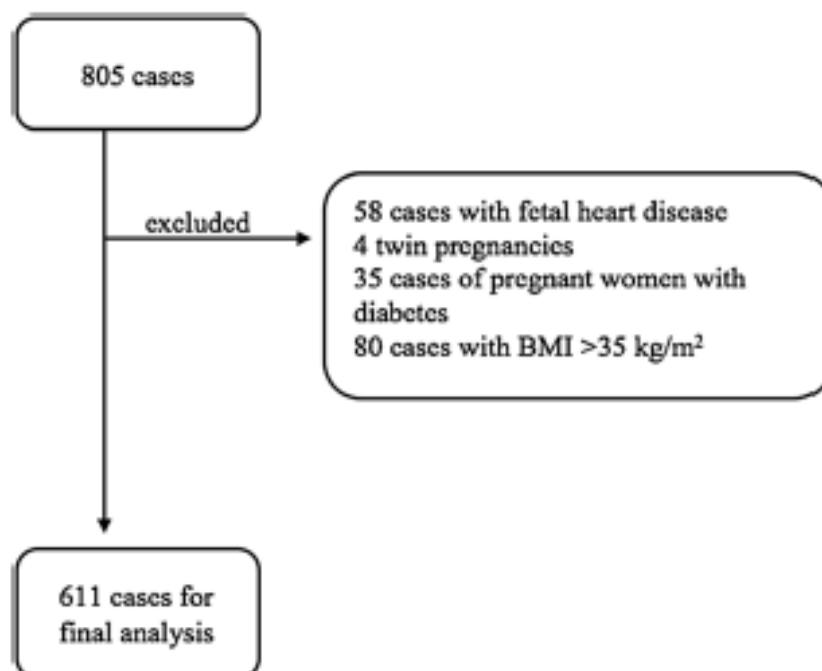 805 cases
excluded
58 cases with fetal heart disease
4 twin pregnancies
35 cases of pregnant women with
diabetes
80 cases with BMI >35 kg/m²
611 cases for
final analysis